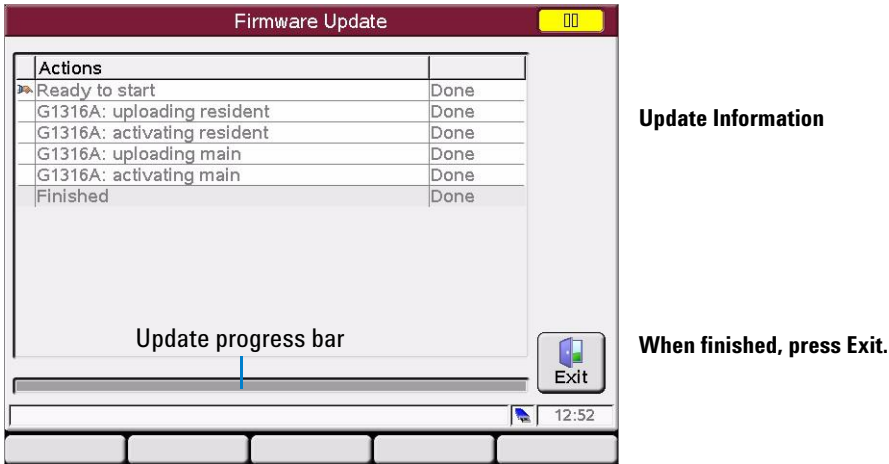 Firmware Update
Actions
Ready to start Done
G1316A: uploading resident Done
G1316A: activating resident Done
G1316A: uploading main Done
G1316A: activating main Done
Finished Done
Update Information
Update progress bar
When finished, press Exit.
Exit
12:52